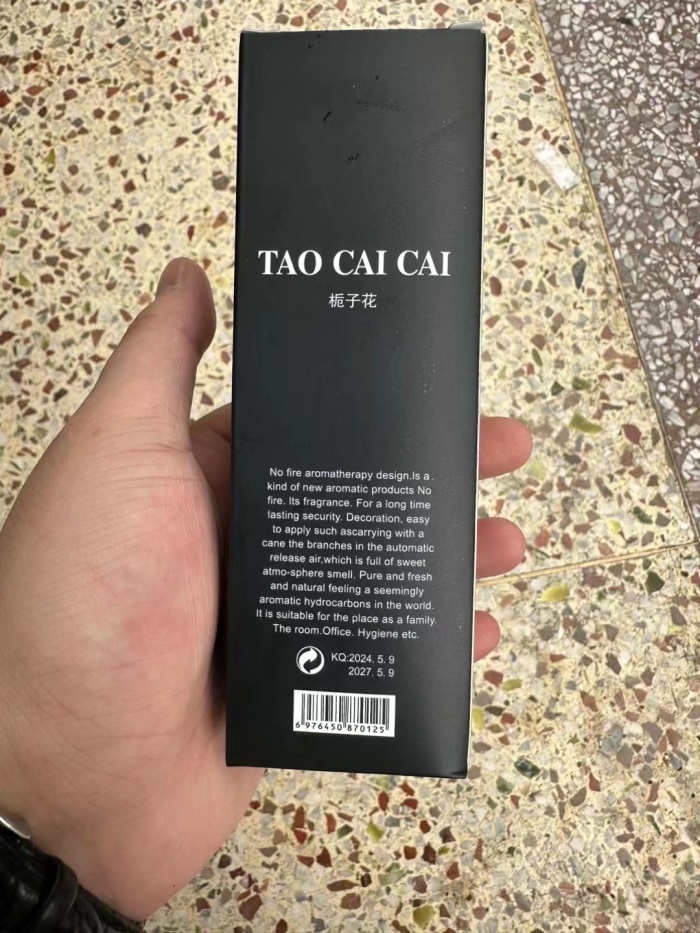 TAO CAI CAI
栀子花
No fire aromatherapy design.Is a.
kind of new aromatic products No
fire. Its fragrance. For a long time
lasting security. Decoration, easy
to apply such ascarrying with a
cane the branches in the automatic
release air,which is full of sweet
atmo-sphere smell. Pure and fresh
and natural feeling a seemingly
aromatic hydrocarbons in the world.
It is suitable for the place as a family.
The room.Office. Hygiene etc.
KQ:2024. 5. 9
2027. 5. 9
6 976450 870125